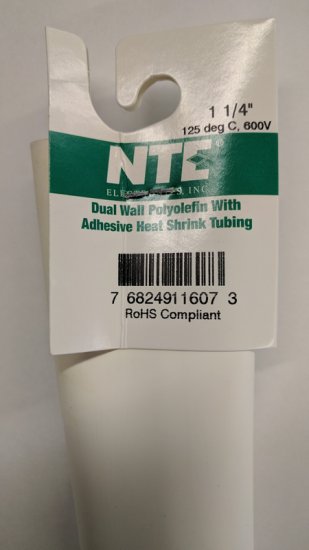 1 1/4"
125 deg C, 600V
NTE®
INC.
Dual Wall Polyolefin With
Adhesive Heat Shrink Tubing
7 6824911607 3
RoHS Compliant